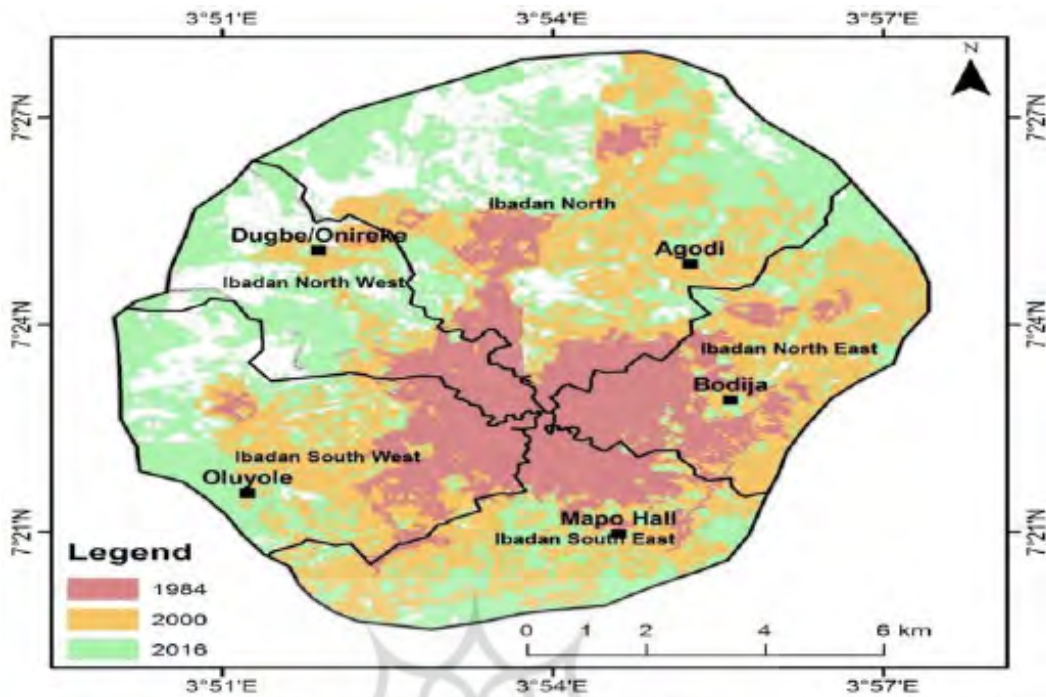 3°51'E 3°54'E 3°57'E
N
7°27'N 7°27'N
Ibadan North
Dugbe/Onireke
Agodi
Ibadan North West
7°24'N 7°24'N
Ibadan North East
Bodija
Ibadan South West
Oluyole
Mapo Hall
7°21'N 7°21'N
Ibadan South East
Legend
1984
2000
2016
0 1 2 4 6 km
3°51'E 3°54'E 3°57'E